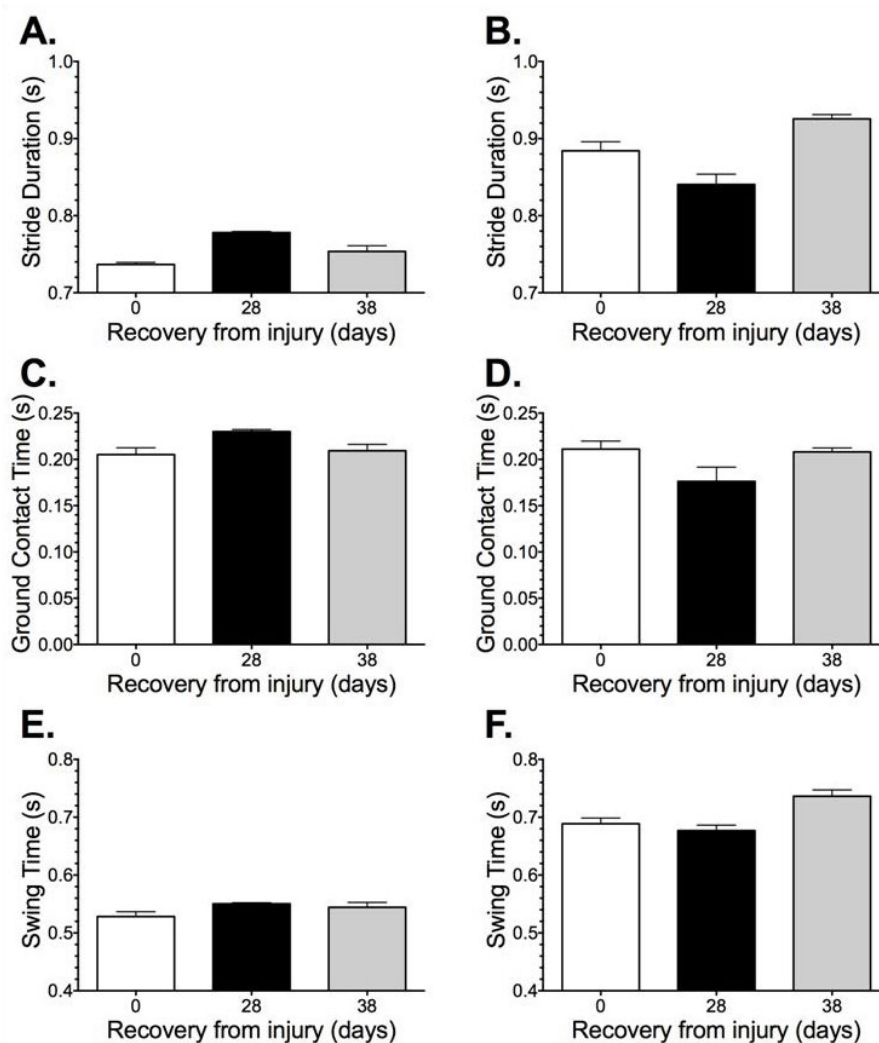 A.
Stride Duration (s)
1.0
0.9
0.8
0.7
0 28 38
Recovery from injury (days)
B.
Stride Duration (s)
1.0
0.9
0.8
0.7
0 28 38
Recovery from injury (days)
C.
Ground Contact Time (s)
0.25
0.20
0.15
0.10
0.05
0.00
0 28 38
Recovery from injury (days)
D.
Ground Contact Time (s)
0.25
0.20
0.15
0.10
0.05
0.00
0 28 38
Recovery from injury (days)
E.
Swing Time (s)
0.8
0.7
0.6
0.5
0.4
0 28 38
Recovery from injury (days)
F.
Swing Time (s)
0.8
0.7
0.6
0.5
0.4
0 28 38
Recovery from injury (days)